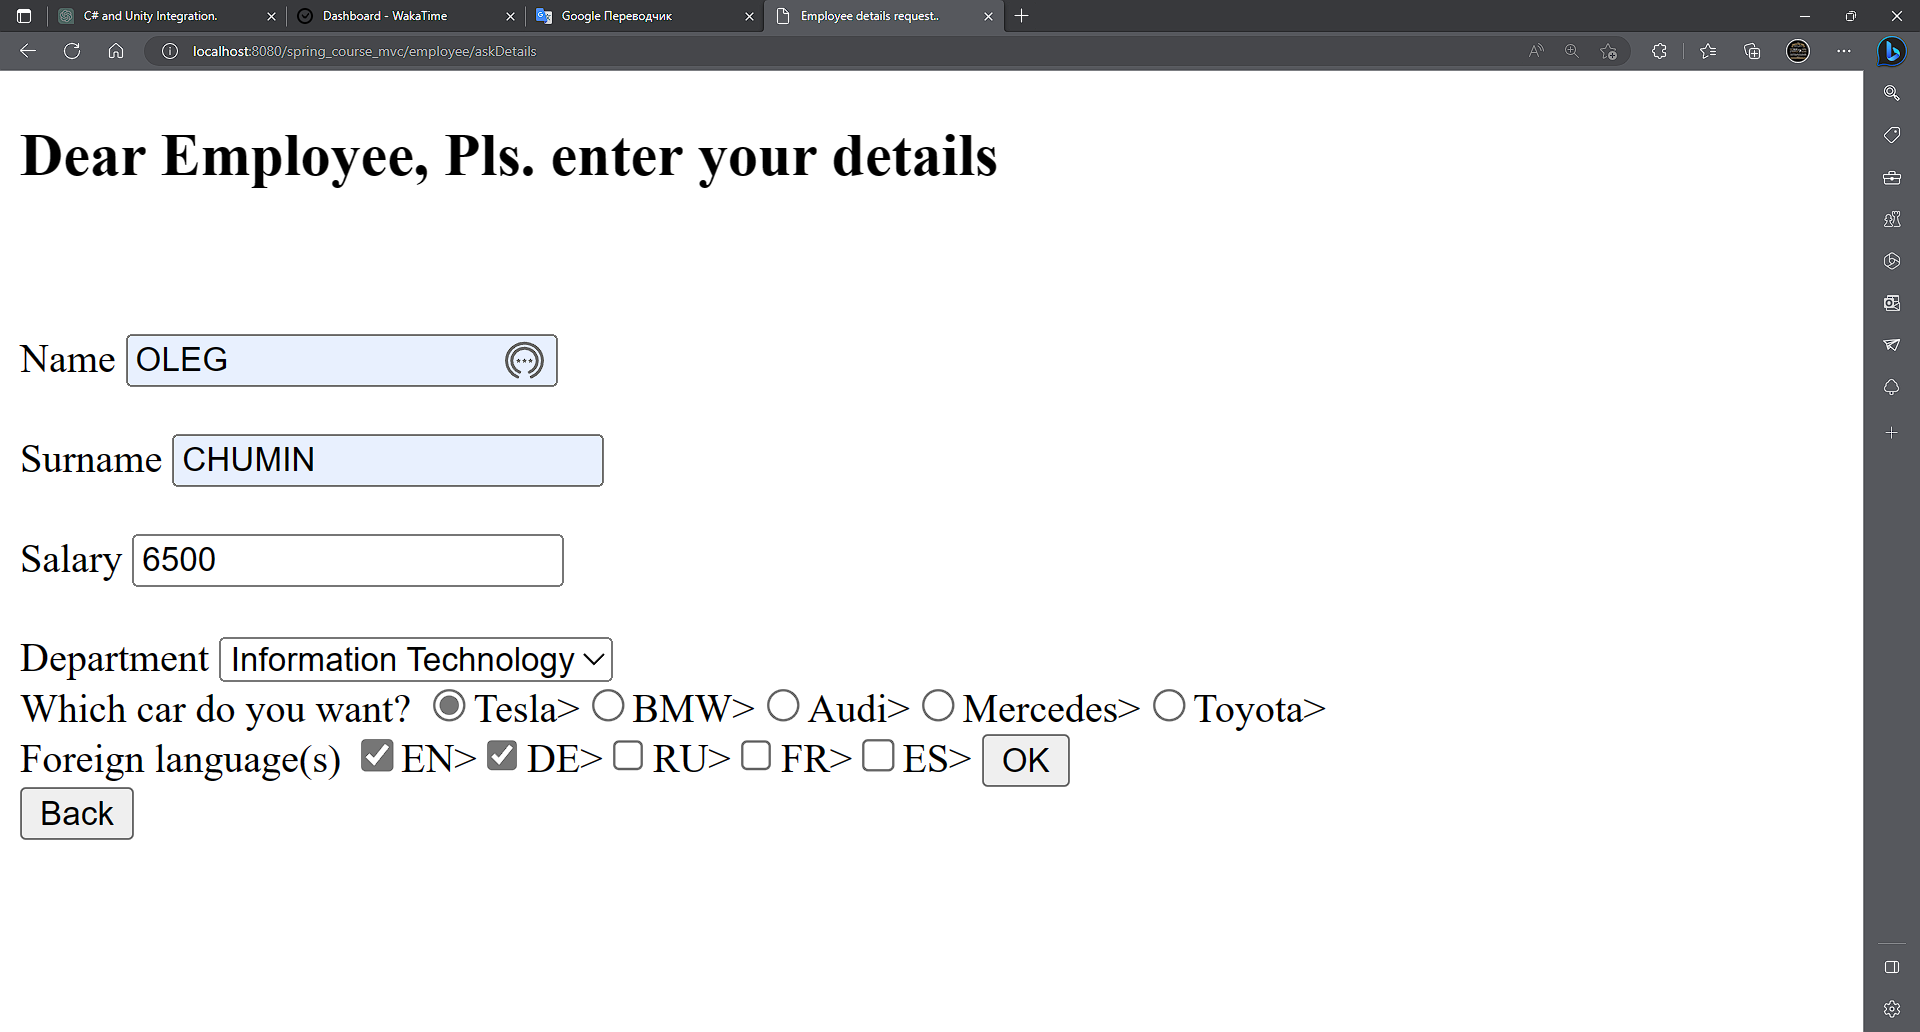 C# and Unity Integration.
Dashboard - WakaTime
Google Переводчик
Employee details request..
localhost:8080/spring_course_mvc/employee/askDetails
Dear Employee, Pls. enter your details
Name OLEG
Surname CHUMIN
Salary 6500
Department Information Technology
Which car do you want? Tesla> BMW> Audi> Mercedes> Toyota>
Foreign language(s) EN> DE> RU> FR> ES> OK
Back